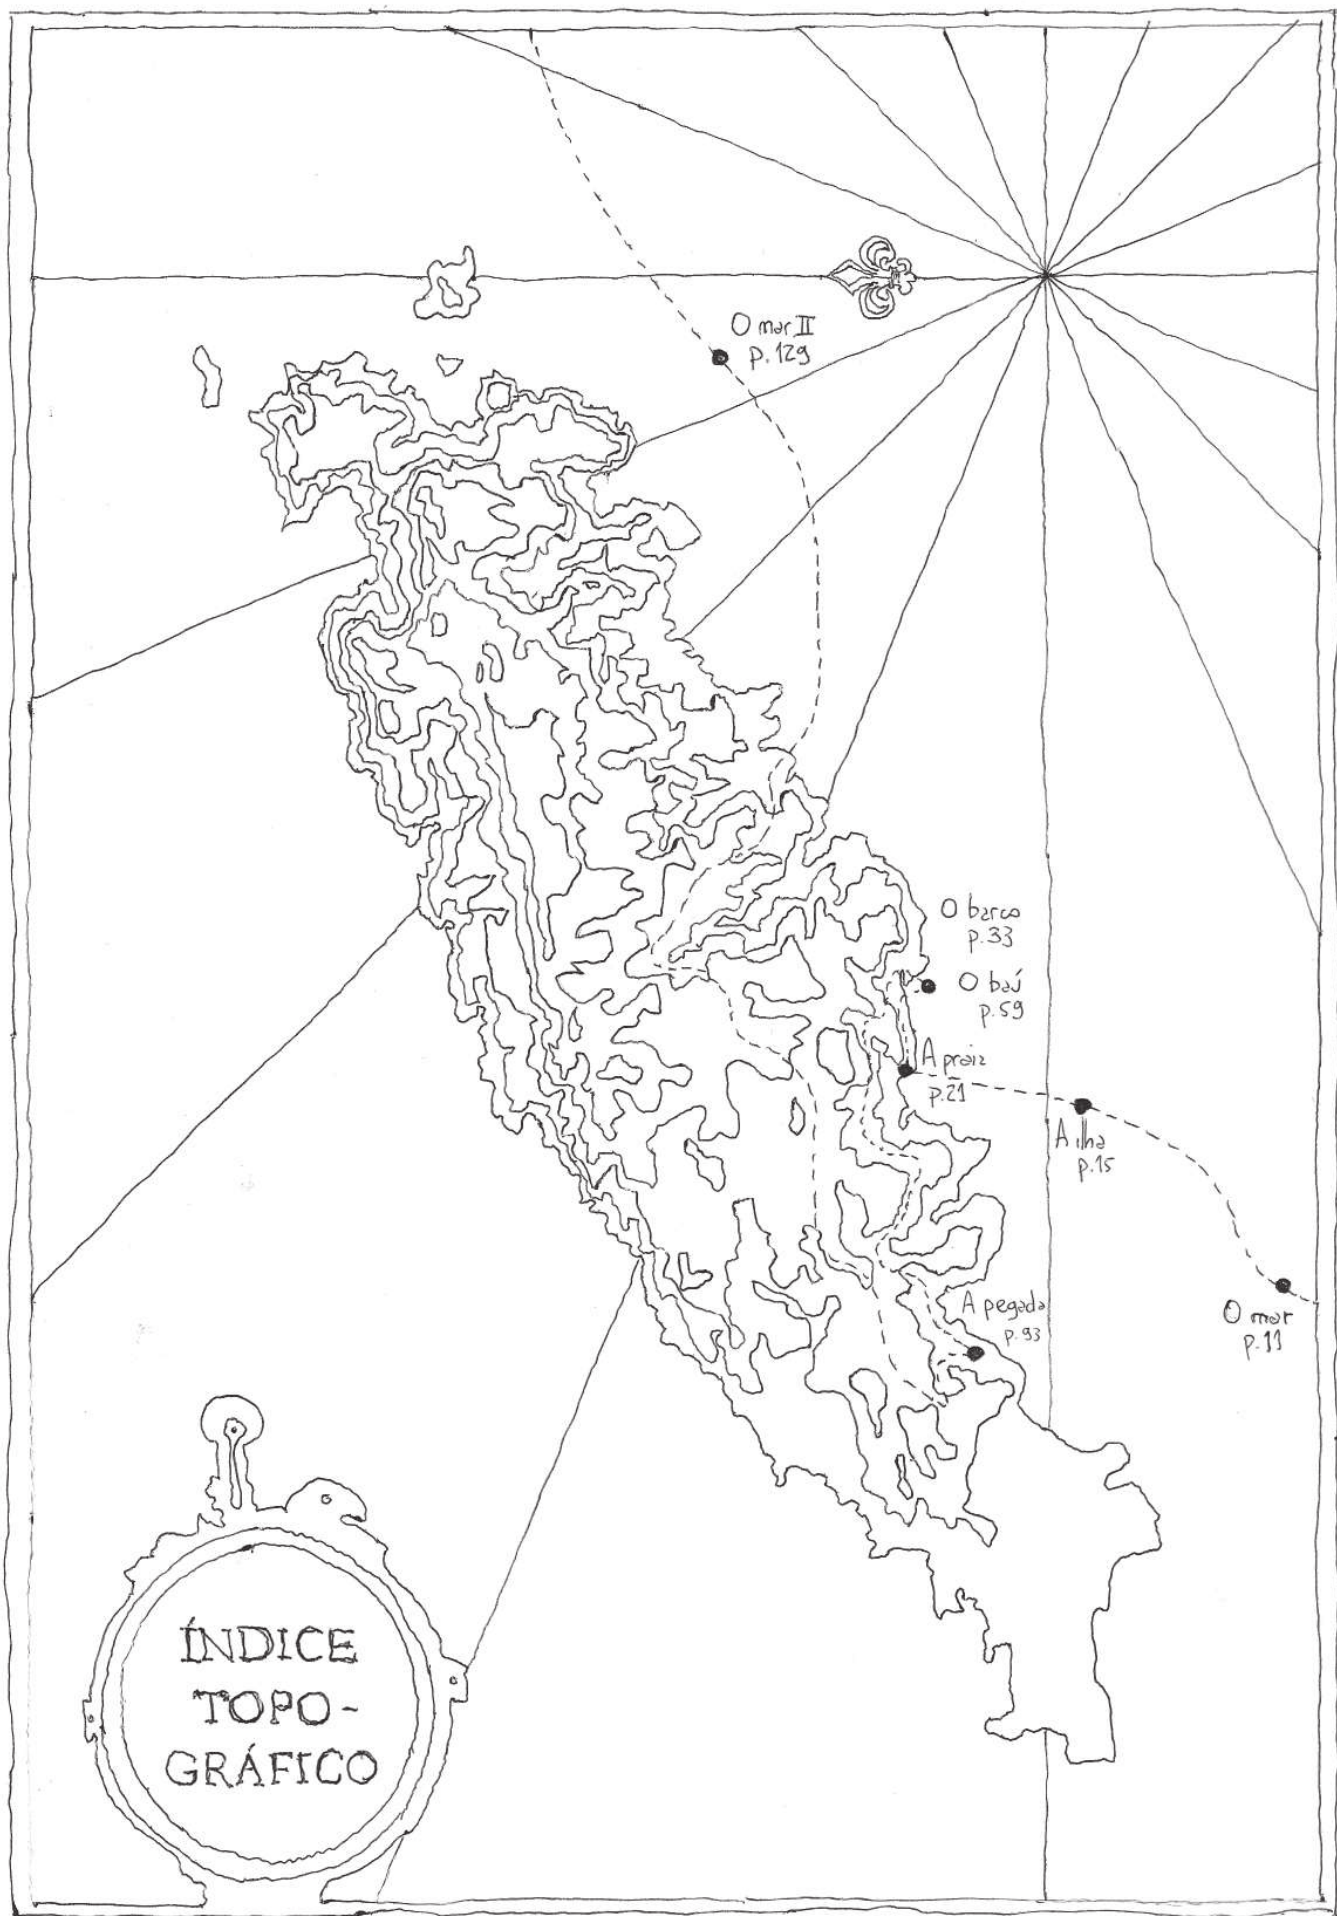 O mar II
p.129
O barco
p.33
O baú
p.59
A praia
p.21
A ilha
p.15
A pegada
p.93
O mar
p.11
ÍNDICE
TOPO-
GRÁFICO